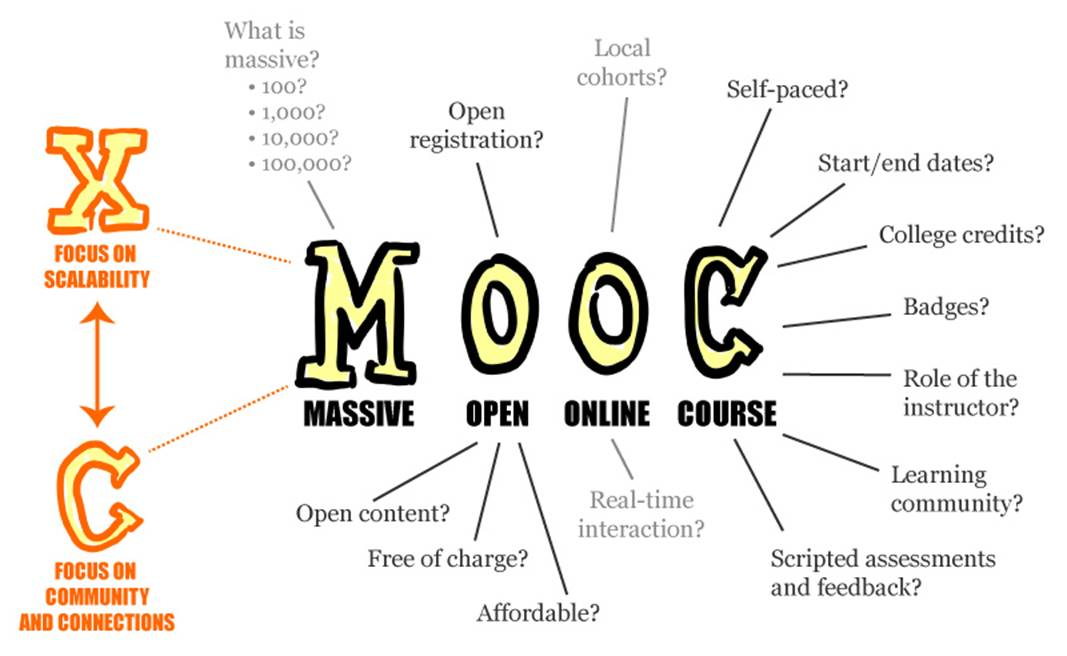 What is
massive?
• 100?
• 1,000?
• 10,000?
• 100,000?
Open
registration?
Local
cohorts?
Self-paced?
Start/end dates?
College credits?
Badges?
Role of the
instructor?
Learning
community?
Scripted assessments
and feedback?
X
FOCUS ON
SCALABILITY
C
FOCUS ON
COMMUNITY
AND CONNECTIONS
MOOC
MASSIVE OPEN ONLINE COURSE
Open content?
Free of charge?
Affordable?
Real-time
interaction?